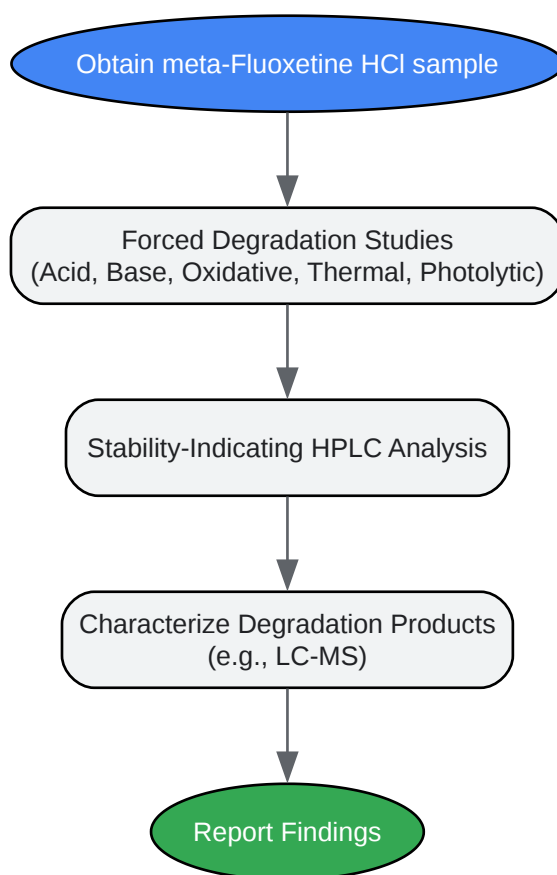 Obtain meta-Fluoxetine HCl sample
Forced Degradation Studies
(Acid, Base, Oxidative, Thermal, Photolytic)
Stability-Indicating HPLC Analysis
Characterize Degradation Products
(e.g., LC-MS)
Report Findings